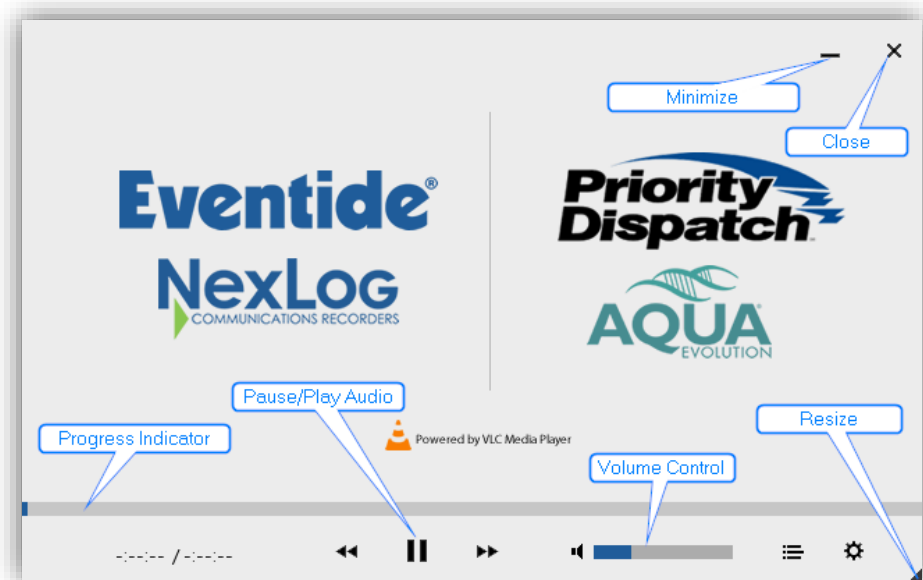 Minimize
Close
Eventide®
Priority
Dispatch
NexLog
COMMUNICATIONS RECORDERS
AQUA
EVOLUTION
Pause/Play Audio
Resize
Progress Indicator
Powered by VLC Media Player
Volume Control
-:--:-- / -:--:--